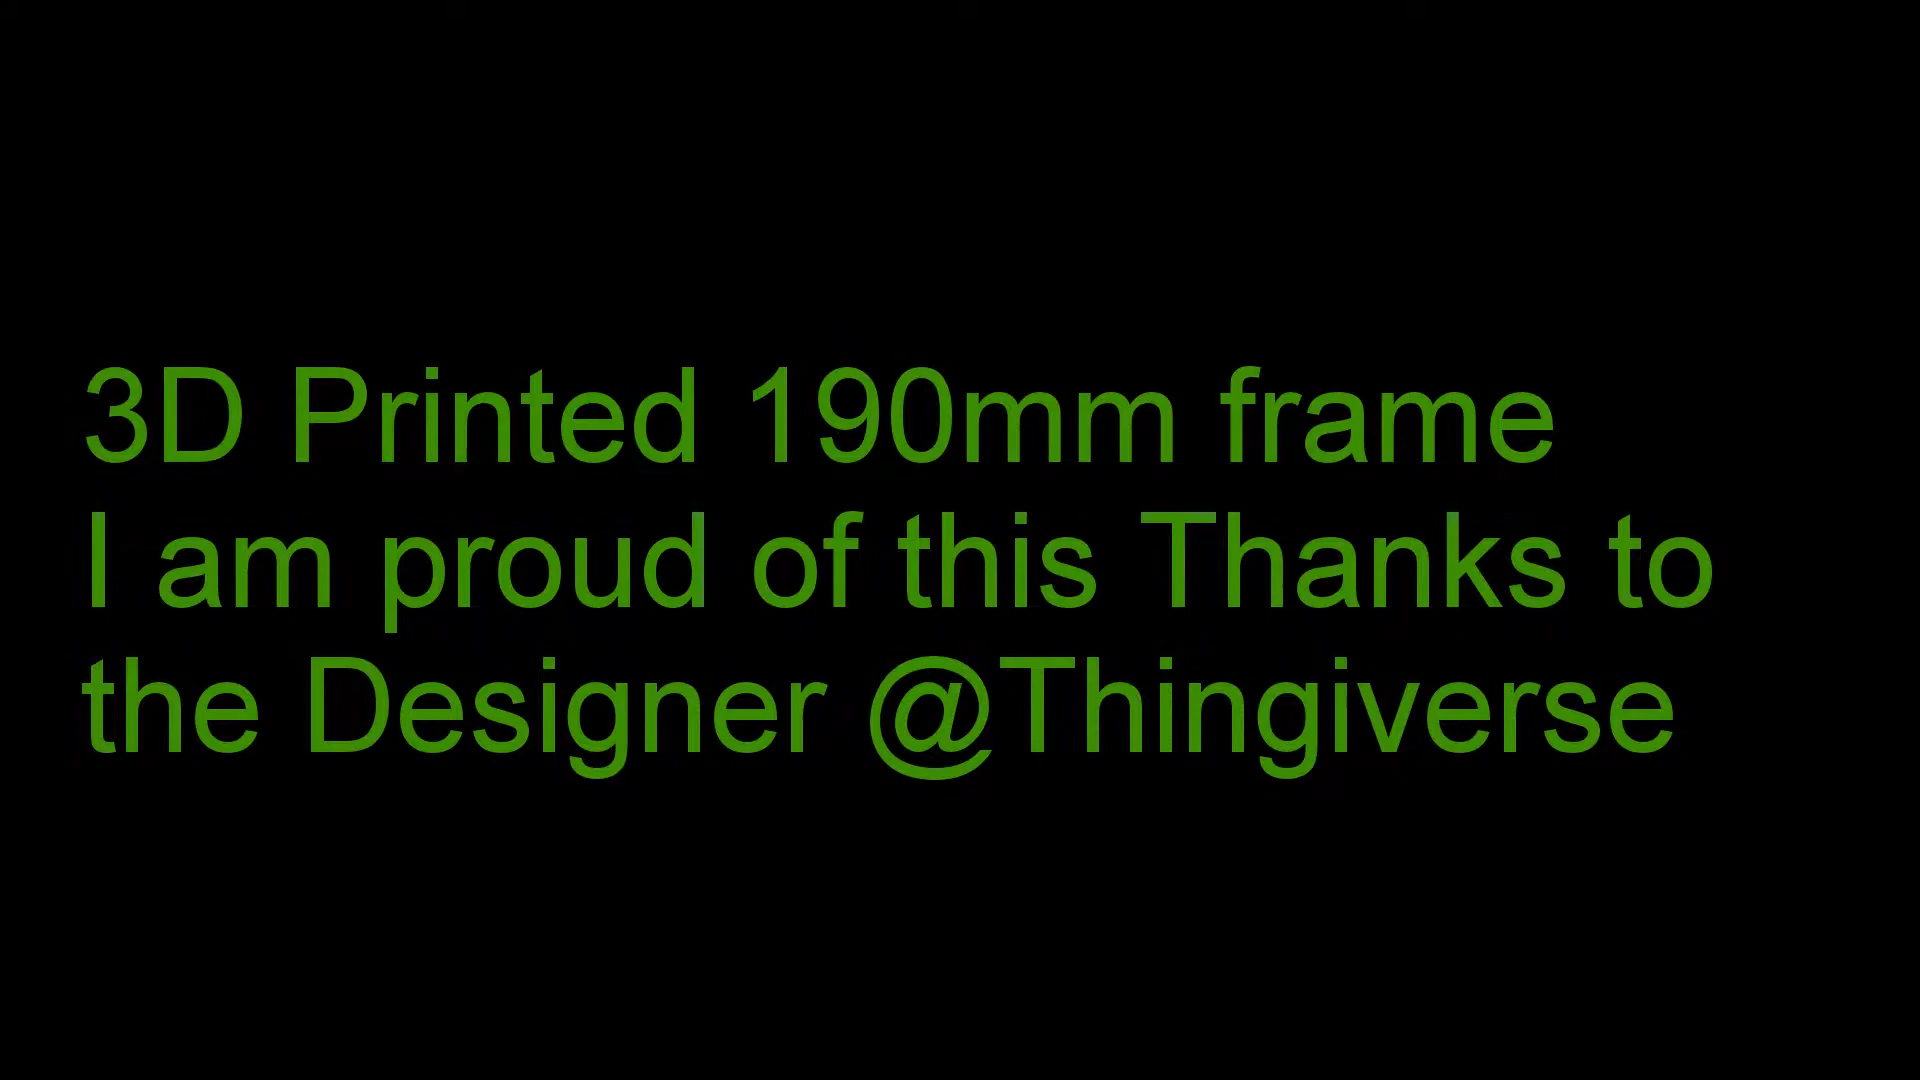 3D Printed 190mm frame
I am proud of this Thanks to
the Designer @Thingiverse